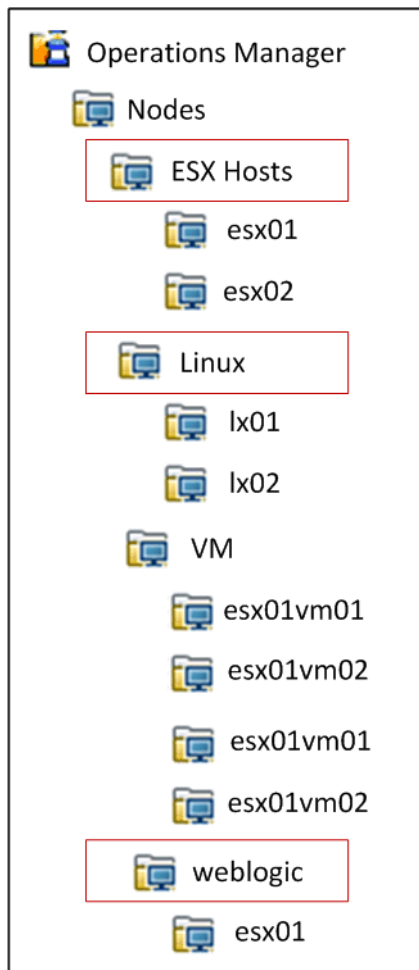 Operations Manager
Nodes
ESX Hosts
esx01
esx02
Linux
lx01
lx02
VM
esx01vm01
esx01vm02
esx01vm01
esx01vm02
weblogic
esx01